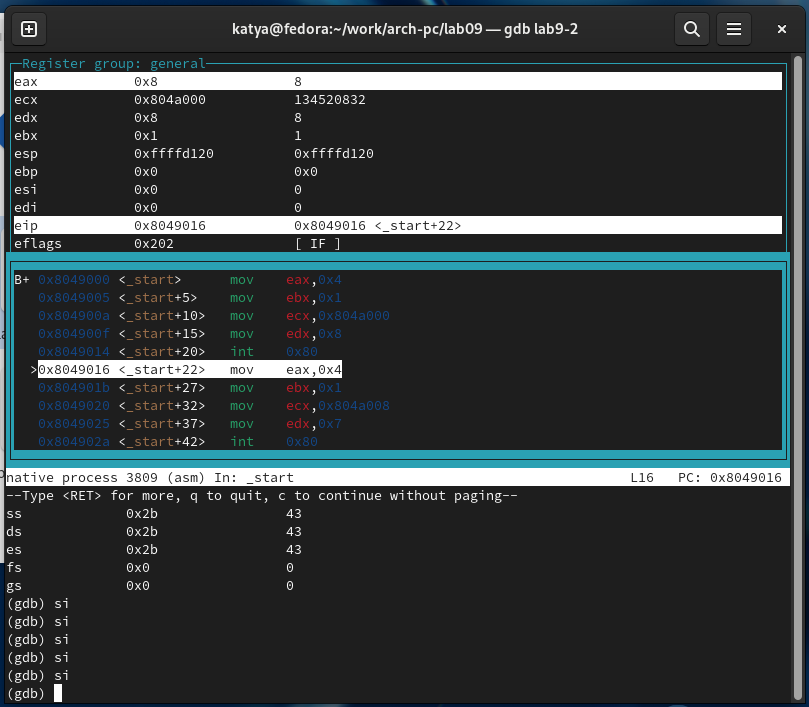 katya@fedora:~/work/arch-pc/lab09 — gdb lab9-2
Register group: general
eax 0x8 8
ecx 0x804a000 134520832
edx 0x8 8
ebx 0x1 1
esp 0xffffd120 0xffffd120
ebp 0x0 0x0
esi 0x0 0
edi 0x0 0
eip 0x8049016 0x8049016 <_start+22>
eflags 0x202 [ IF ]
B+ 0x8049000 <_start> mov eax,0x4
0x8049005 <_start+5> mov ebx,0x1
0x804900a <_start+10> mov ecx,0x804a000
0x804900f <_start+15> mov edx,0x8
0x8049014 <_start+20> int 0x80
>0x8049016 <_start+22> mov eax,0x4
0x804901b <_start+27> mov ebx,0x1
0x8049020 <_start+32> mov ecx,0x804a008
0x8049025 <_start+37> mov edx,0x7
0x804902a <_start+42> int 0x80
native process 3809 (asm) In: _start L16 PC: 0x8049016
--Type <RET> for more, q to quit, c to continue without paging--
ss 0x2b 43
ds 0x2b 43
es 0x2b 43
fs 0x0 0
gs 0x0 0
(gdb) si
(gdb) si
(gdb) si
(gdb) si
(gdb) si
(gdb)